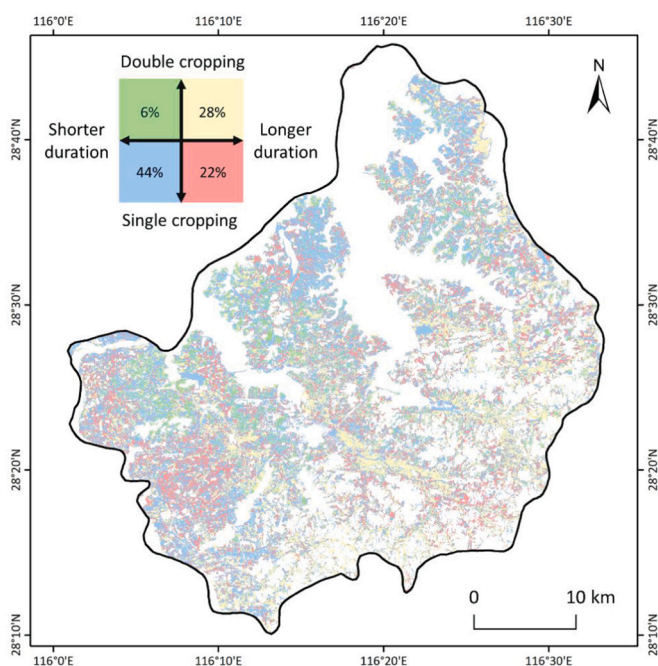 116°0′E 116°10′E 116°20′E 116°30′E
Double cropping
N
6% 28%
28°40′N 28°40′N
Shorter
duration
Longer
duration
44% 22%
Single cropping
28°30′N 28°30′N
28°20′N 28°20′N
0 10 km
28°10′N 28°10′N
116°0′E 116°10′E 116°20′E 116°30′E